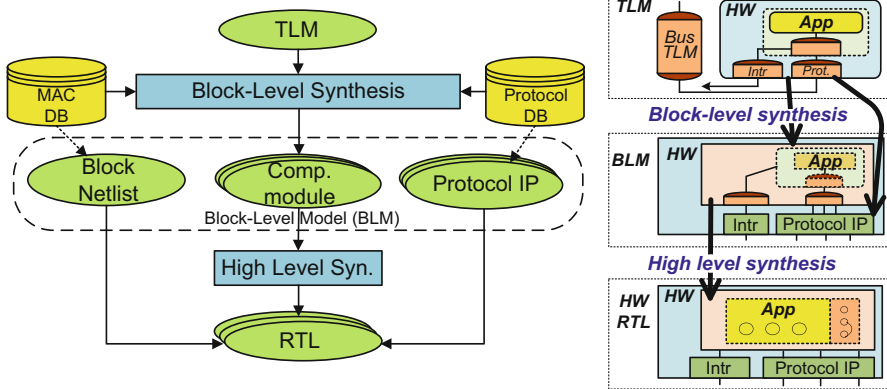 TLM
Block-Level Synthesis
MAC
DB
Protocol
DB
Block
Netlist
Comp.
module
Protocol IP
Block-Level Model (BLM)
High Level Syn.
RTL
TLM
HW
App
Bus
TLM
Intr
Prot.
Block-level synthesis
BLM
HW
App
Intr
Protocol IP
High level synthesis
HW
RTL
HW
App
Intr
Protocol IP